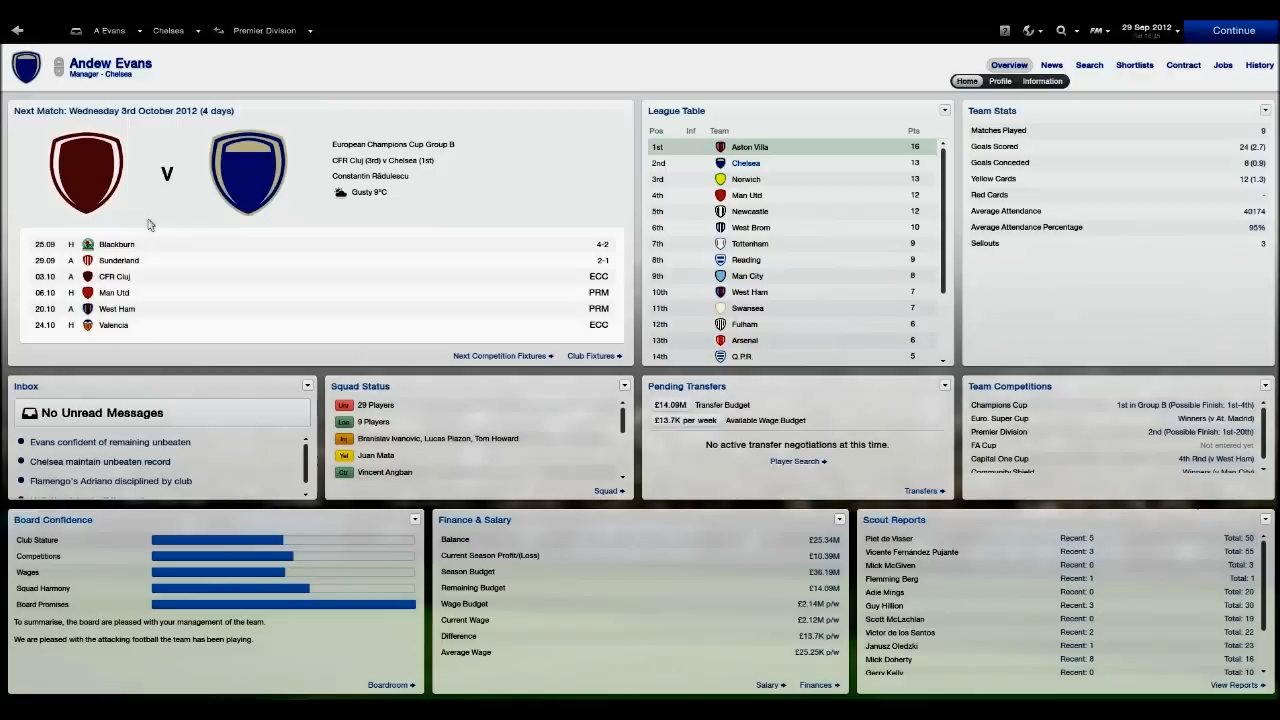 A Evans Chelsea Premier Division FM 29 Sep 2012 Continue
Andew Evans
Manager - Chelsea
Overview News Search Shortlists Contract Jobs History
Home Profile Information
Next Match: Wednesday 3rd October 2012 (4 days)
V
European Champions Cup Group B
CFR Cluj (3rd) v Chelsea (1st)
Constantin Rădulescu
Gusty 9°C
25.09 H Blackburn 4-2
29.09 A Sunderland 2-1
03.10 A CFR Cluj ECC
06.10 H Man Utd PRM
20.10 A West Ham PRM
24.10 H Valencia ECC
Next Competition Fixtures Club Fixtures
League Table
Pos Inf Team Pts
1st Aston Villa 16
2nd Chelsea 13
3rd Norwich 13
4th Man Utd 12
5th Newcastle 12
6th West Brom 10
7th Tottenham 9
8th Reading 9
9th Man City 8
10th West Ham 7
11th Swansea 7
12th Fulham 6
13th Arsenal 6
14th Q.P.R. 5
Team Stats
Matches Played 9
Goals Scored 24 (2.7)
Goals Conceded 8 (0.9)
Yellow Cards 12 (1.3)
Red Cards -
Average Attendance 40174
Average Attendance Percentage 95%
Sellouts 3
Inbox
No Unread Messages
Evans confident of remaining unbeaten
Chelsea maintain unbeaten record
Flamengo's Adriano disciplined by club
Squad Status
Unr 29 Players
Loa 9 Players
Inj Branislav Ivanovic, Lucas Piazon, Tom Howard
Yel Juan Mata
Ctr Vincent Angban
Squad
Pending Transfers
£14.09M Transfer Budget
£13.7K per week Available Wage Budget
No active transfer negotiations at this time.
Player Search
Transfers
Team Competitions
Champions Cup 1st in Group B (Possible Finish: 1st-4th)
Euro. Super Cup Winners (v At. Madrid)
Premier Division 2nd (Possible Finish: 1st-20th)
FA Cup Not entered yet
Capital One Cup 4th Rnd (v West Ham)
Community Shield Winners (v Man City)
Board Confidence
Club Stature
Competitions
Wages
Squad Harmony
Board Promises
To summarise, the board are pleased with your management of the team.
We are pleased with the attacking football the team has been playing.
Boardroom
Finance & Salary
Balance £25.34M
Current Season Profit/(Loss) £10.39M
Season Budget £36.19M
Remaining Budget £14.09M
Wage Budget £2.14M p/w
Current Wage £2.12M p/w
Difference £13.7K p/w
Average Wage £25.25K p/w
Salary Finances
Scout Reports
Piet de Visser Recent: 5 Total: 50
Vicente Fernández Pujante Recent: 3 Total: 55
Mick McGiven Recent: 0 Total: 3
Flemming Berg Recent: 1 Total: 1
Adie Mings Recent: 0 Total: 20
Guy Hillion Recent: 3 Total: 30
Scott McLachlan Recent: 0 Total: 19
Victor de los Santos Recent: 2 Total: 22
Janusz Oledzki Recent: 1 Total: 23
Mick Doherty Recent: 8 Total: 16
Gerry Kelly Recent: 0 Total: 10
View Reports